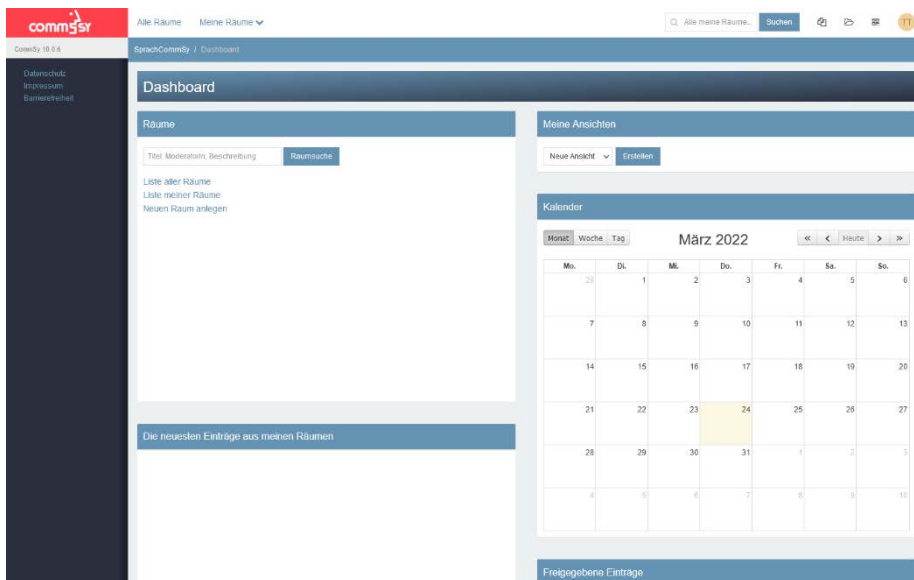 commSy
Alle Räume Meine Räume
Alle meine Räume... Suchen
TT
CommSy 10.0.6
SprachCommSy / Dashboard
Datenschutz
Impressum
Barrierefreiheit
Dashboard
Räume
Titel, ModeratorIn, Beschreibung Raumsuche
Liste aller Räume
Liste meiner Räume
Neuen Raum anlegen
Die neuesten Einträge aus meinen Räumen
Meine Ansichten
Neue Ansicht Erstellen
Kalender
Monat Woche Tag März 2022 « < Heute > »
Mo. Di. Mi. Do. Fr. Sa. So.
28 1 2 3 4 5 6
7 8 9 10 11 12 13
14 15 16 17 18 19 20
21 22 23 24 25 26 27
28 29 30 31 1 2 3
4 5 6 7 8 9 10
Freigegebene Einträge